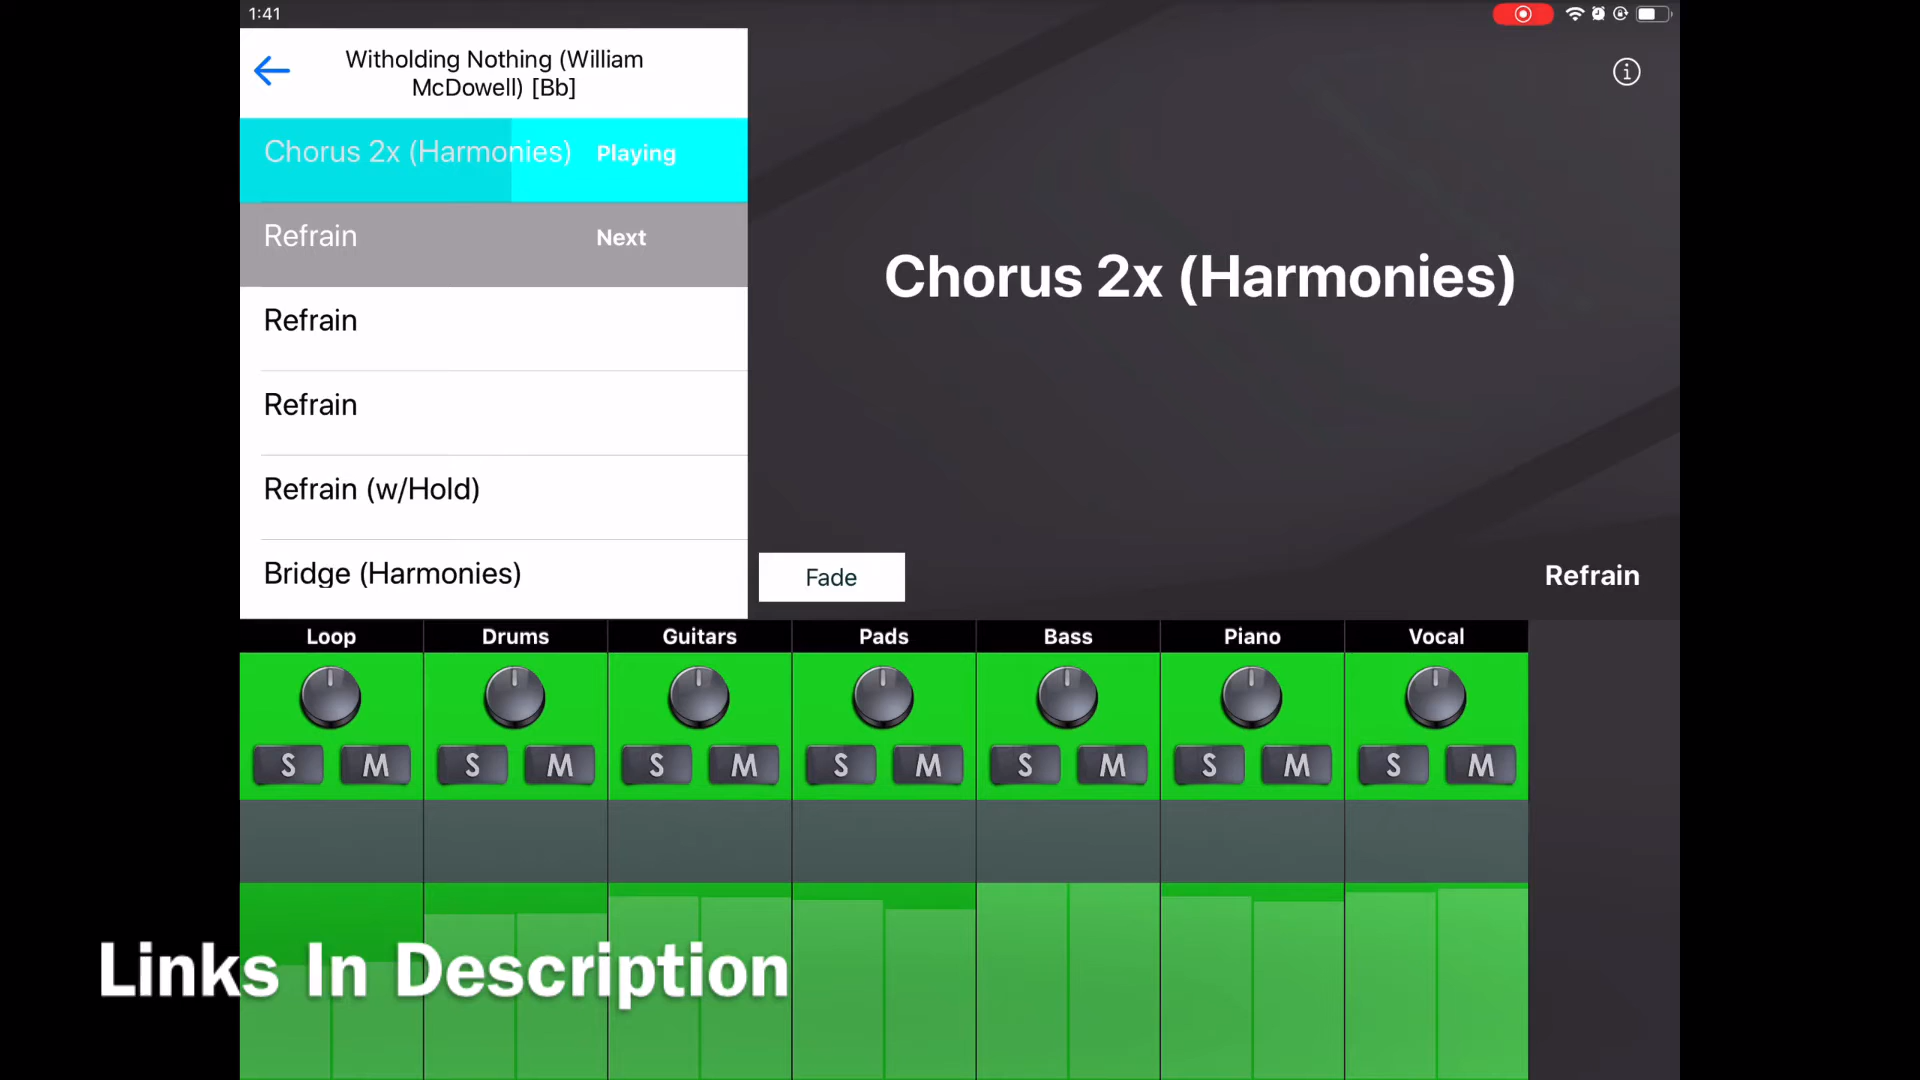 1:41
Witholding Nothing (William
McDowell) [Bb]
Chorus 2x (Harmonies) Playing
Refrain Next
Refrain
Refrain
Refrain (w/Hold)
Bridge (Harmonies)
Chorus 2x (Harmonies)
Fade
Refrain
Loop Drums Guitars Pads Bass Piano Vocal
S M S M S M S M S M S M S M
Links In Description